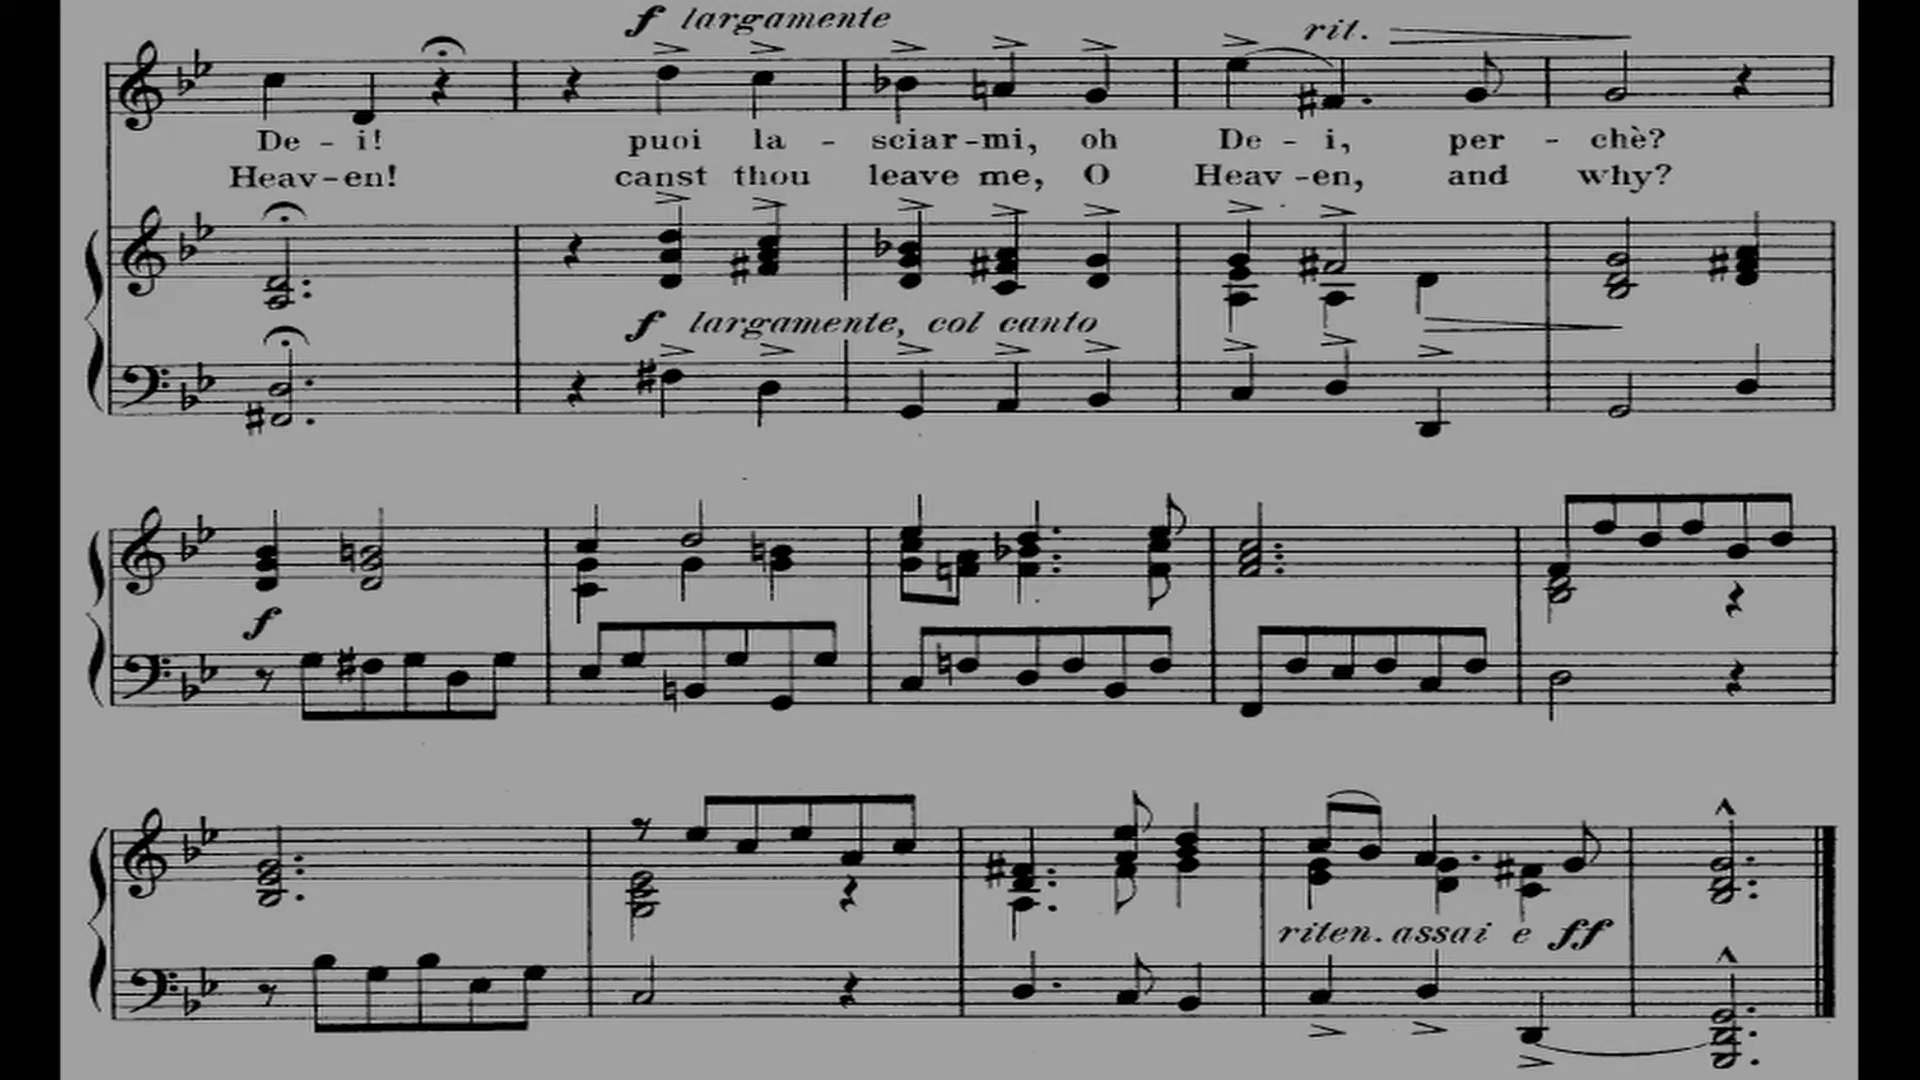 f largamente
rit.
De - i! puoi la - sciar - mi, oh De - i, per - chè?
Heav - en! canst thou leave me, O Heav - en, and why?
f largamente, col canto
f
riten. assai e ff